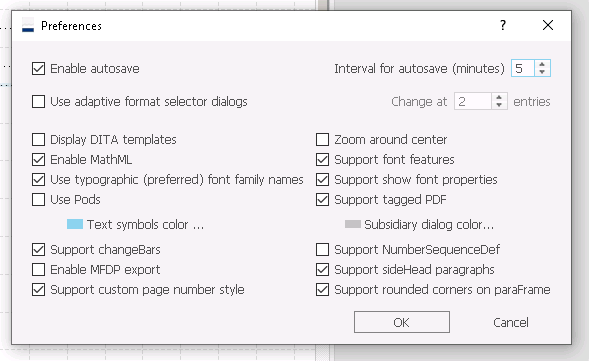 Preferences ?
Enable autosave Interval for autosave (minutes) 5
Use adaptive format selector dialogs Change at 2 entries
Display DITA templates Zoom around center
Enable MathML Support font features
Use typographic (preferred) font family names Support show font properties
Use Pods Support tagged PDF
Text symbols color ... Subsidiary dialog color...
Support changeBars Support NumberSequenceDef
Enable MFDP export Support sideHead paragraphs
Support custom page number style Support rounded corners on paraFrame
OK Cancel